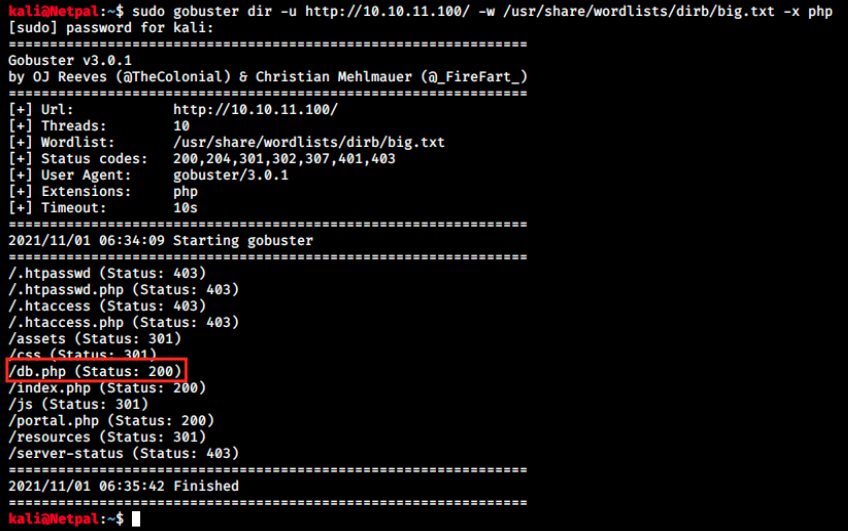 kali@Netpal:~$ sudo gobuster dir -u http://10.10.11.100/ -w /usr/share/wordlists/dirb/big.txt -x php
[sudo] password for kali:
===============================================================
Gobuster v3.0.1
by OJ Reeves (@TheColonial) & Christian Mehlmauer (@_FireFart_)
===============================================================
[+] Url:            http://10.10.11.100/
[+] Threads:        10
[+] Wordlist:       /usr/share/wordlists/dirb/big.txt
[+] Status codes:   200,204,301,302,307,401,403
[+] User Agent:     gobuster/3.0.1
[+] Extensions:     php
[+] Timeout:        10s
===============================================================
2021/11/01 06:34:09 Starting gobuster
===============================================================
/.htpasswd (Status: 403)
/.htpasswd.php (Status: 403)
/.htaccess (Status: 403)
/.htaccess.php (Status: 403)
/assets (Status: 301)
/css (Status: 301)
/db.php (Status: 200)
/index.php (Status: 200)
/js (Status: 301)
/portal.php (Status: 200)
/resources (Status: 301)
/server-status (Status: 403)
===============================================================
2021/11/01 06:35:42 Finished
===============================================================
kali@Netpal:~$